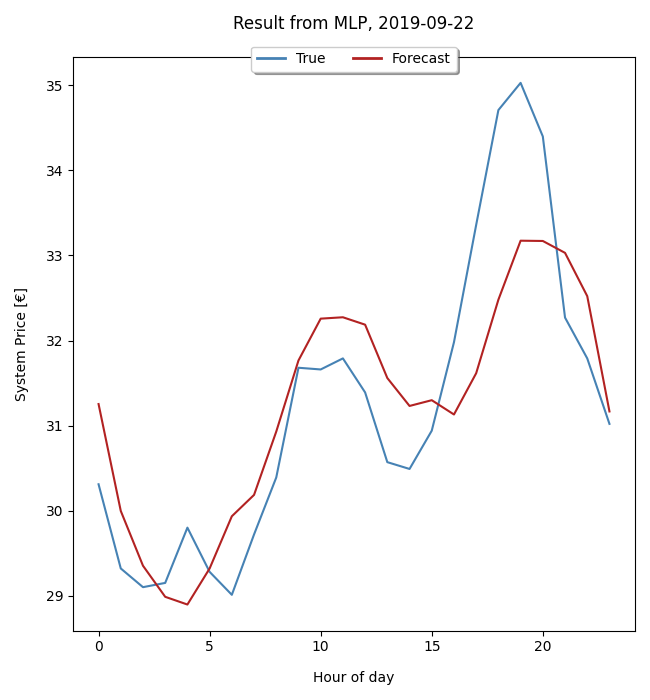 Result from MLP, 2019-09-22
True Forecast
35
34
33
32
31
30
29
System Price [€]
0 5 10 15 20
Hour of day